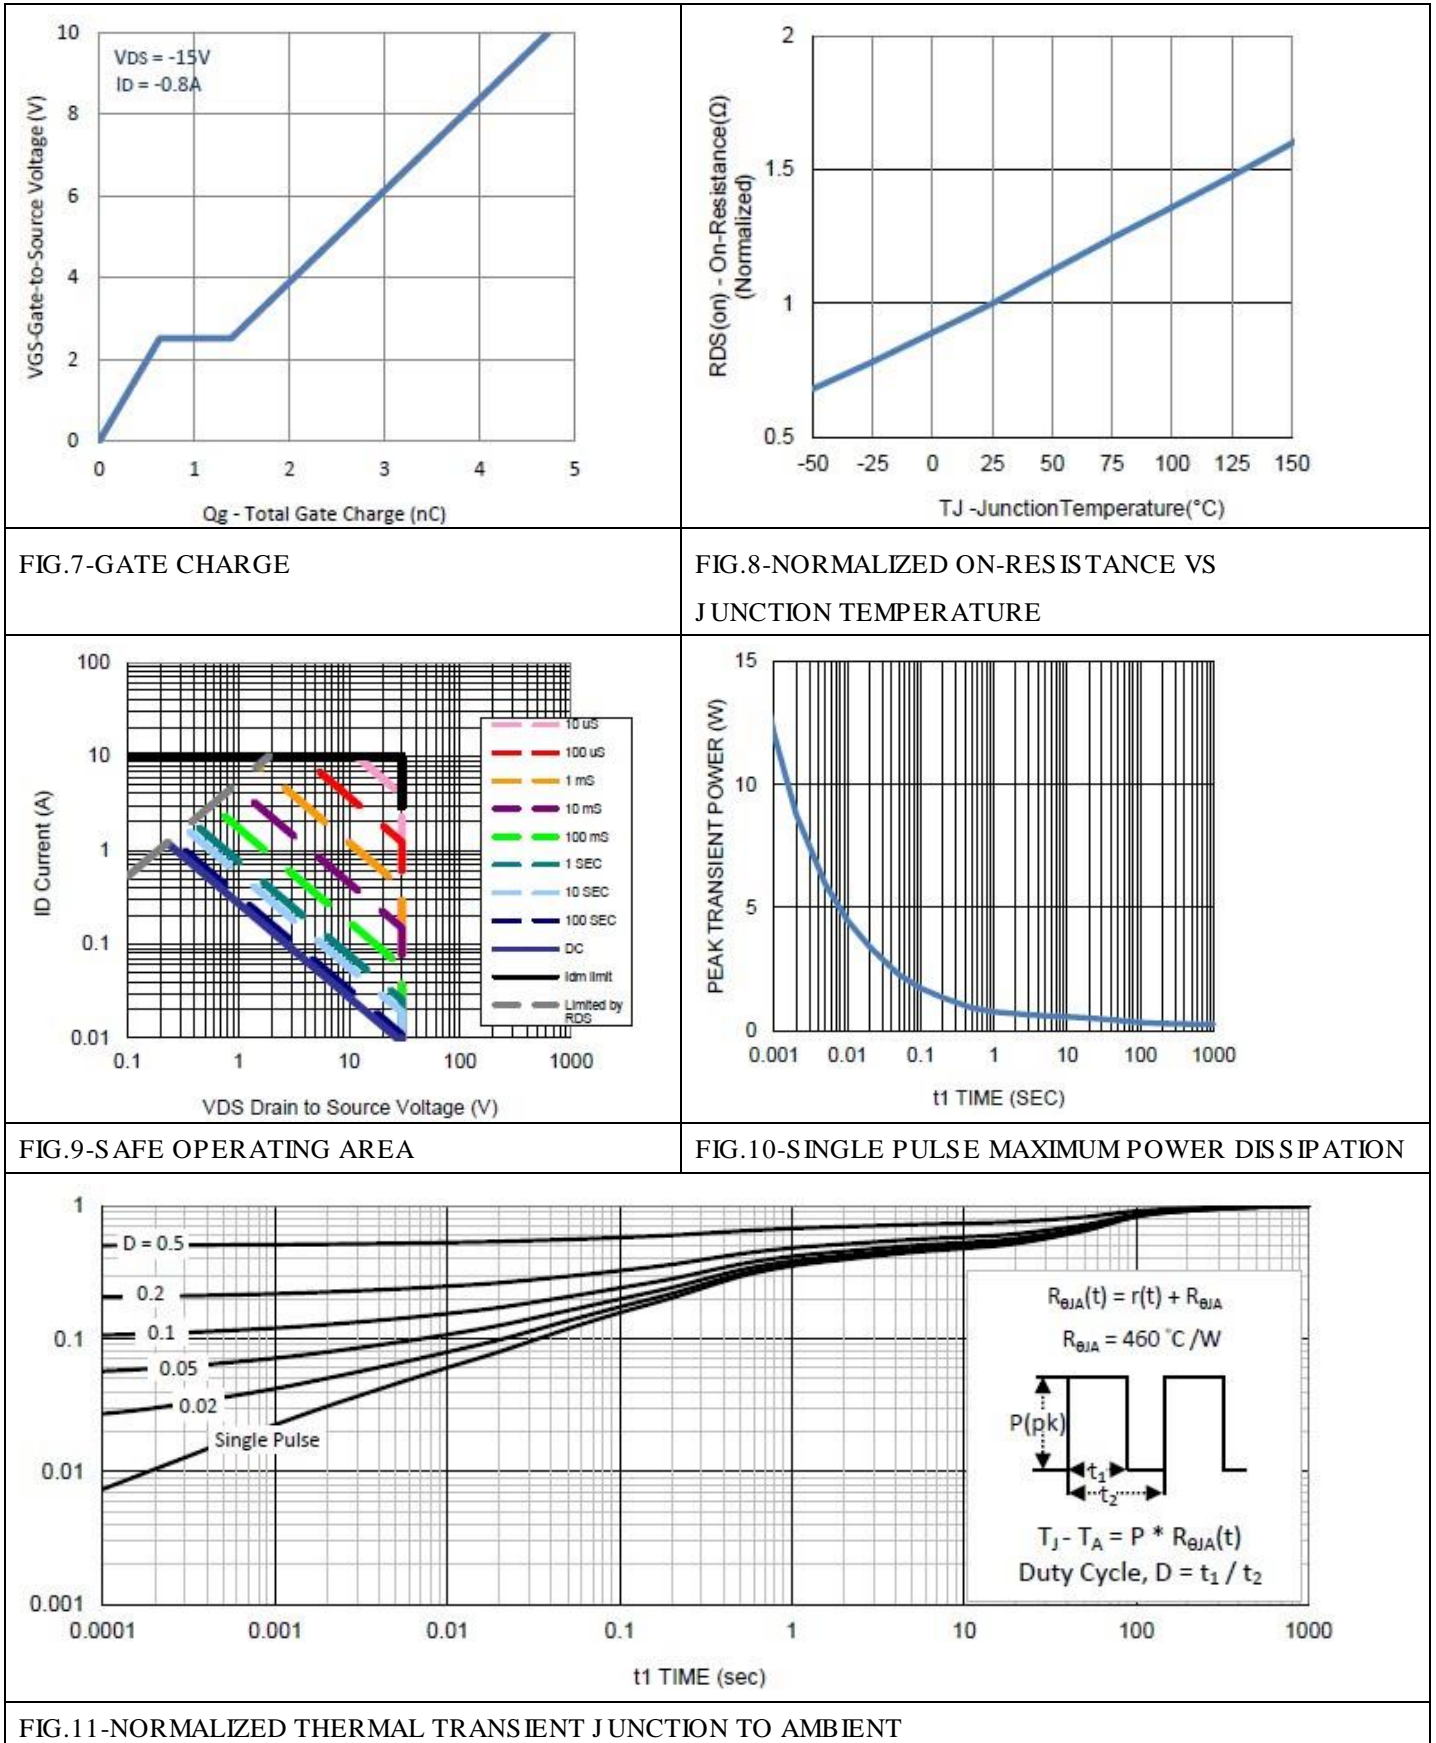 VDS = -15V
ID = -0.8A
VGS-Gate-to-Source Voltage (V)
10
8
6
4
2
0
0 1 2 3 4 5
Qg - Total Gate Charge (nC)
RDS(on) - On-Resistance(Ω)
(Normalized)
2
1.5
1
0.5
-50 -25 0 25 50 75 100 125 150
TJ -JunctionTemperature(°C)
FIG.7-GATE CHARGE
FIG.8-NORMALIZED ON-RESISTANCE VS
JUNCTION TEMPERATURE
ID Current (A)
100
10
1
0.1
0.01
0.1 1 10 100 1000
VDS Drain to Source Voltage (V)
10 uS
100 uS
1 mS
10 mS
100 mS
1 SEC
10 SEC
100 SEC
DC
Idm limit
Limited by
RDS
PEAK TRANSIENT POWER (W)
15
10
5
0
0.001 0.01 0.1 1 10 100 1000
t1 TIME (SEC)
FIG.9-SAFE OPERATING AREA
FIG.10-SINGLE PULSE MAXIMUM POWER DISSIPATION
1
0.1
0.01
0.001
D = 0.5
0.2
0.1
0.05
0.02
Single Pulse
RθJA(t) = r(t) + RθJA
RθJA = 460 °C /W
P(pk)
t1
t2
TJ - TA = P * RθJA(t)
Duty Cycle, D = t1 / t2
0.0001 0.001 0.01 0.1 1 10 100 1000
t1 TIME (sec)
FIG.11-NORMALIZED THERMAL TRANSIENT JUNCTION TO AMBIENT